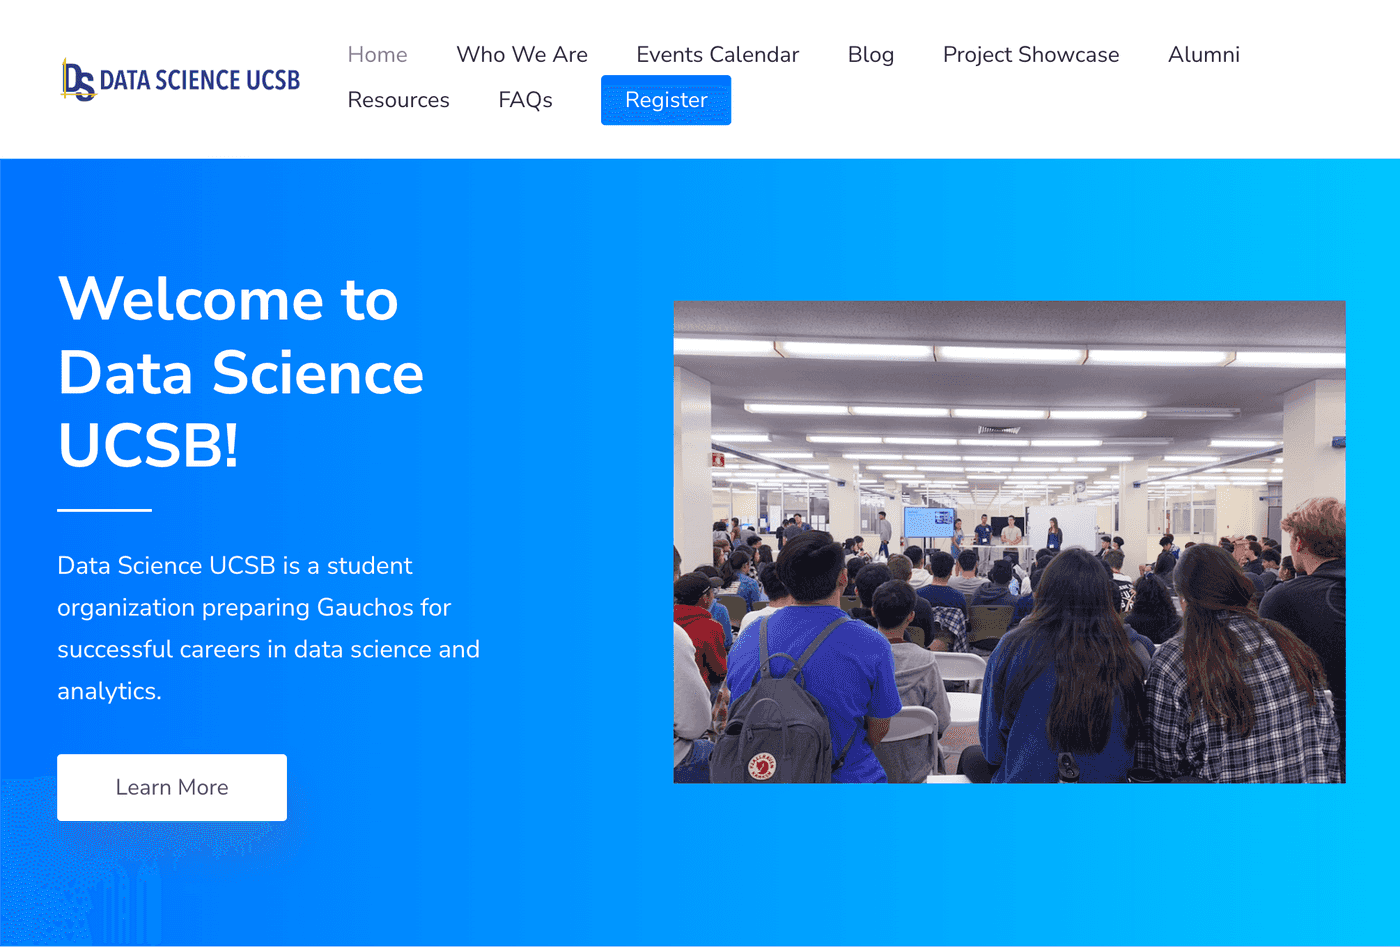 DS DATA SCIENCE UCSB
Home Who We Are Events Calendar Blog Project Showcase Alumni
Resources FAQs Register
Welcome to
Data Science
UCSB!
Data Science UCSB is a student
organization preparing Gauchos for
successful careers in data science and
analytics.
Learn More